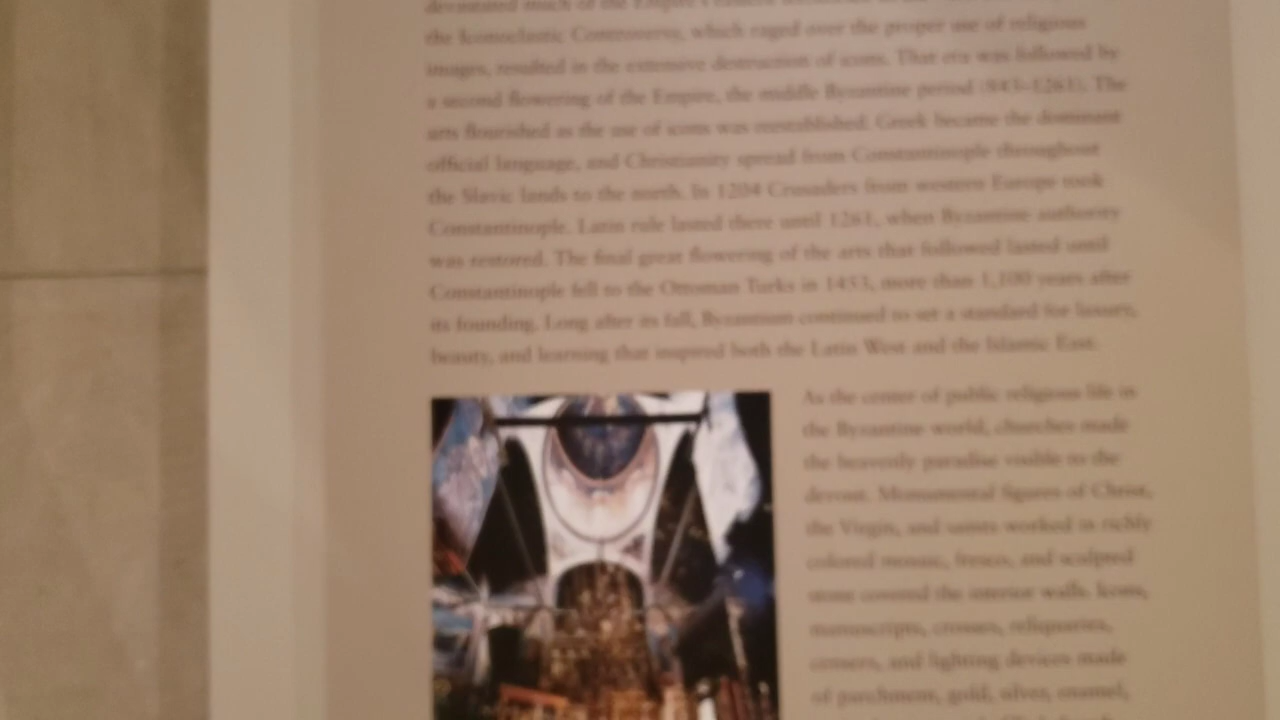 devastated much of the Empire's eastern
the Iconoclastic Controversy, which raged over the proper use of religious
images, resulted in the extensive destruction of icons. That era was followed by
a second flowering of the Empire, the middle Byzantine period (843–1261). The
arts flourished as the use of icons was reestablished. Greek became the dominant
official language, and Christianity spread from Constantinople throughout
the Slavic lands to the north. In 1204 Crusaders from western Europe took
Constantinople. Latin rule lasted there until 1261, when Byzantine authority
was restored. The final great flowering of the arts that followed lasted until
Constantinople fell to the Ottoman Turks in 1453, more than 1,100 years after
its founding. Long after its fall, Byzantium continued to set a standard for luxury,
beauty, and learning that inspired both the Latin West and the Islamic East.
As the center of public religious life in
the Byzantine world, churches made
the heavenly paradise visible to the
devout. Monumental figures of Christ,
the Virgin, and saints worked in richly
colored mosaic, fresco, and sculpted
stone covered the interior walls. Icons,
manuscripts, crosses, reliquaries,
censers, and lighting devices made
of parchment, gold, silver, enamel,